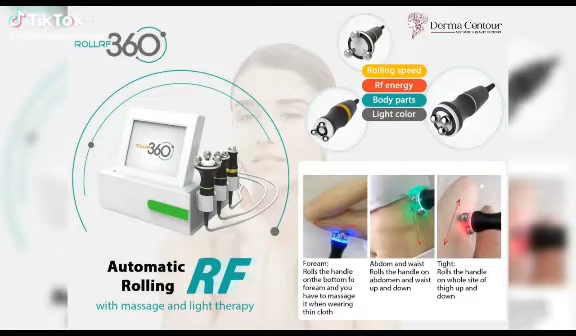 TikTok
ROLLRF360°
Derma Contour
Rolling speed
Rf energy
Body parts
Light color
ROLLRF360°
Automatic
Rolling
RF
with massage and light therapy
Foream:
Rolls the handle
onthe bottom fo
foream and you
have to massage
it when wearing
thin cloth
Abdom and waist
Rolls the handle on
abdomen and waist
up and down
Tight:
Rolls the handle
on whole site of
thigh up and
down